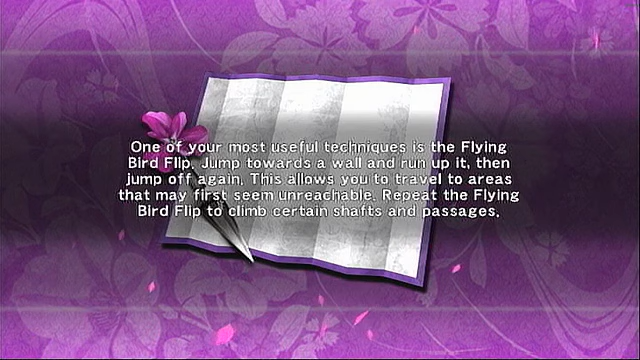 One of your most useful techniques is the Flying
Bird Flip. Jump towards a wall and run up it, then
jump off again. This allows you to travel to areas
that may first seem unreachable. Repeat the Flying
Bird Flip to climb certain shafts and passages.